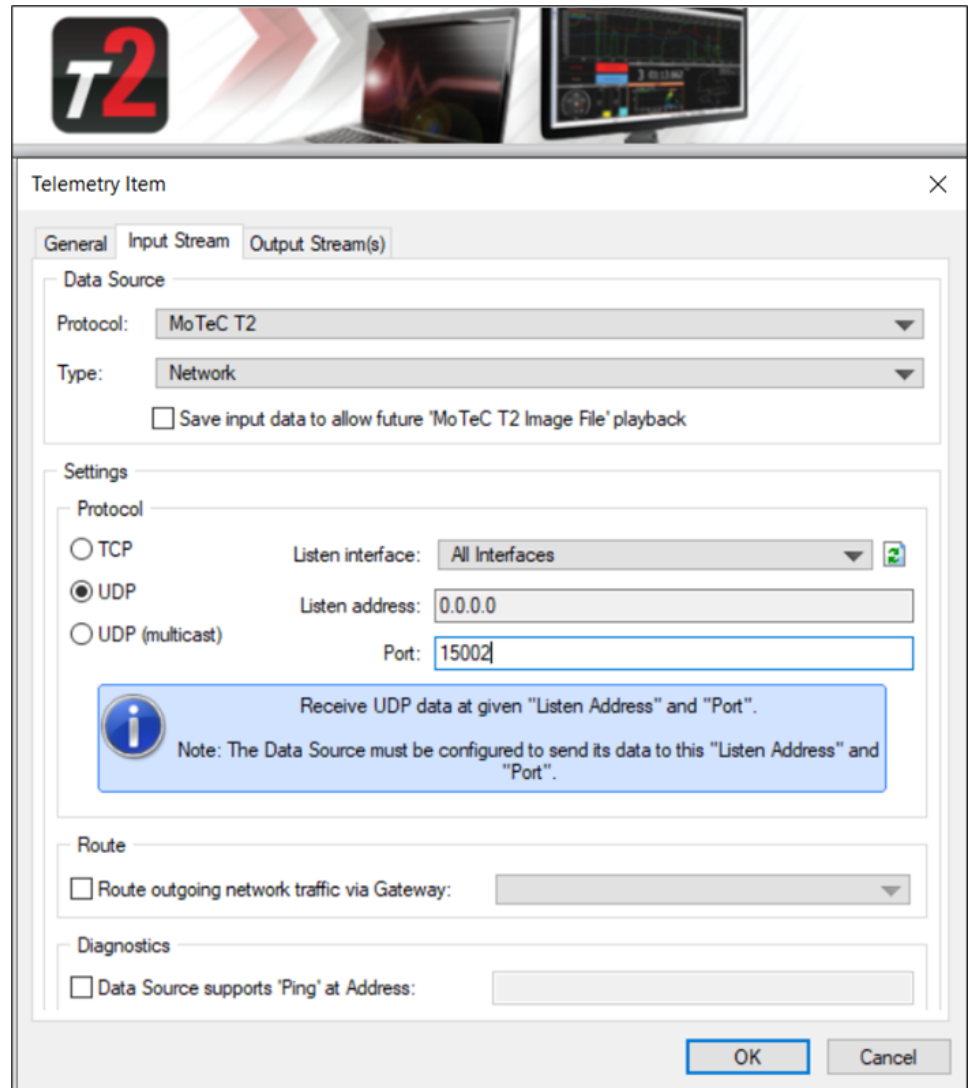 T2
3 01:13.862
Telemetry Item
General Input Stream Output Stream(s)
Data Source
Protocol: MoTeC T2
Type: Network
Save input data to allow future 'MoTeC T2 Image File' playback
Settings
Protocol
TCP Listen interface: All Interfaces
UDP Listen address: 0.0.0.0
UDP (multicast)
Port: 15002
Receive UDP data at given "Listen Address" and "Port".
Note: The Data Source must be configured to send its data to this "Listen Address" and
"Port".
Route
Route outgoing network traffic via Gateway:
Diagnostics
Data Source supports 'Ping' at Address:
OK Cancel